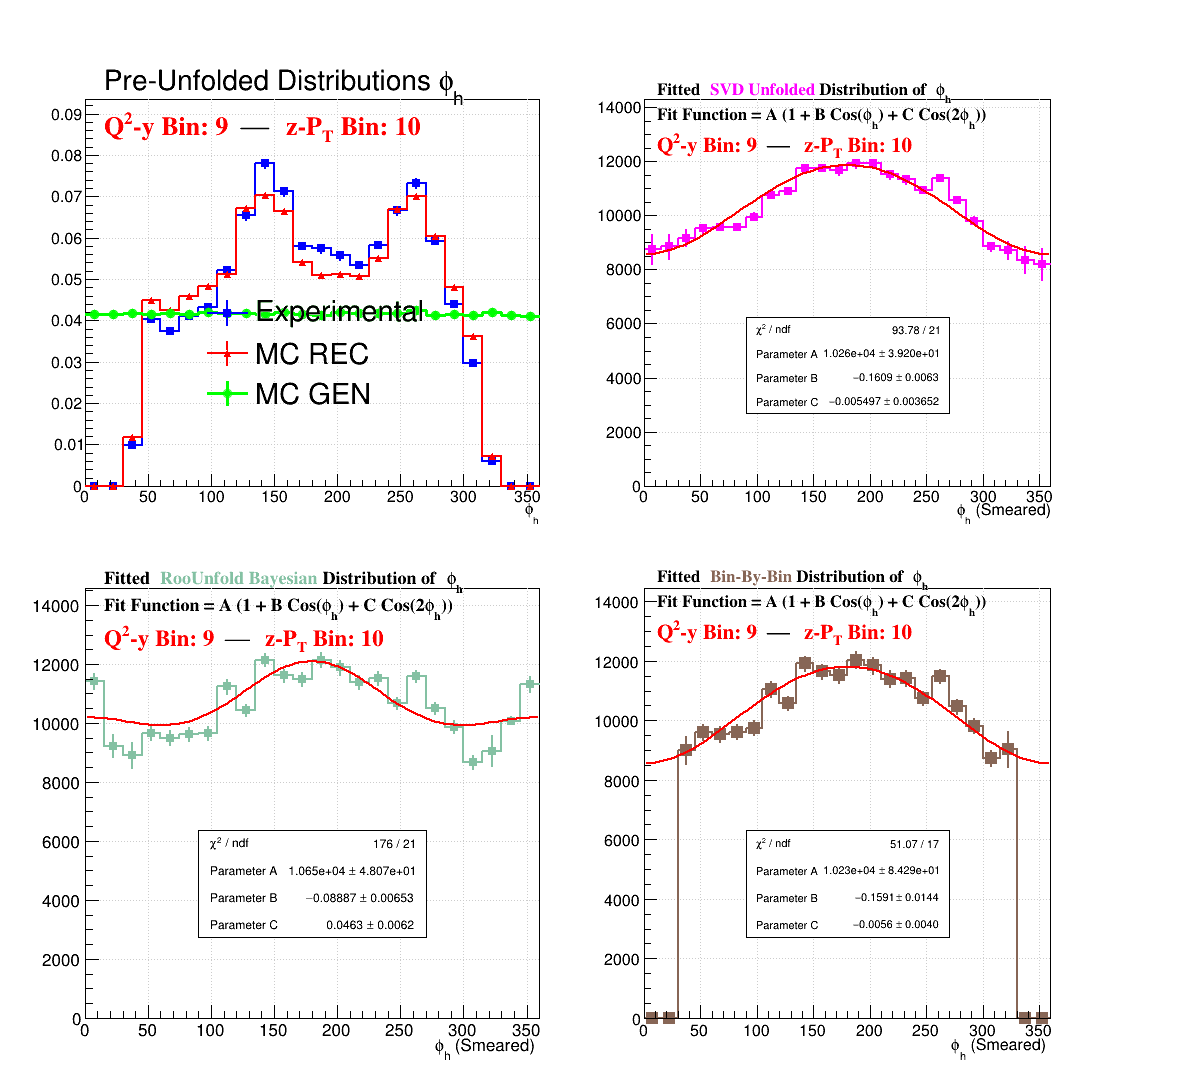 Pre-Unfolded Distributions ϕh
Q²-y Bin: 9 — z-PT Bin: 10
0.09
0.08
0.07
0.06
0.05
0.04
0.03
0.02
0.01
0
Experimental
MC REC
MC GEN
0 50 100 150 200 250 300 350
ϕh
Fitted SVD Unfolded Distribution of ϕh
Fit Function = A (1 + B Cos(ϕh) + C Cos(2ϕh))
Q²-y Bin: 9 — z-PT Bin: 10
14000
12000
10000
8000
6000
4000
2000
0
χ² / ndf 93.78 / 21
Parameter A 1.026e+04 ± 3.920e+01
Parameter B −0.1609 ± 0.0063
Parameter C −0.005497 ± 0.003652
0 50 100 150 200 250 300 350
ϕh (Smeared)
Fitted RooUnfold Bayesian Distribution of ϕh
Fit Function = A (1 + B Cos(ϕh) + C Cos(2ϕh))
Q²-y Bin: 9 — z-PT Bin: 10
14000
12000
10000
8000
6000
4000
2000
0
χ² / ndf 176 / 21
Parameter A 1.065e+04 ± 4.807e+01
Parameter B −0.08887 ± 0.00653
Parameter C 0.0463 ± 0.0062
0 50 100 150 200 250 300 350
ϕh (Smeared)
Fitted Bin-By-Bin Distribution of ϕh
Fit Function = A (1 + B Cos(ϕh) + C Cos(2ϕh))
Q²-y Bin: 9 — z-PT Bin: 10
14000
12000
10000
8000
6000
4000
2000
0
χ² / ndf 51.07 / 17
Parameter A 1.023e+04 ± 8.429e+01
Parameter B −0.1591 ± 0.0144
Parameter C −0.0056 ± 0.0040
0 50 100 150 200 250 300 350
ϕh (Smeared)